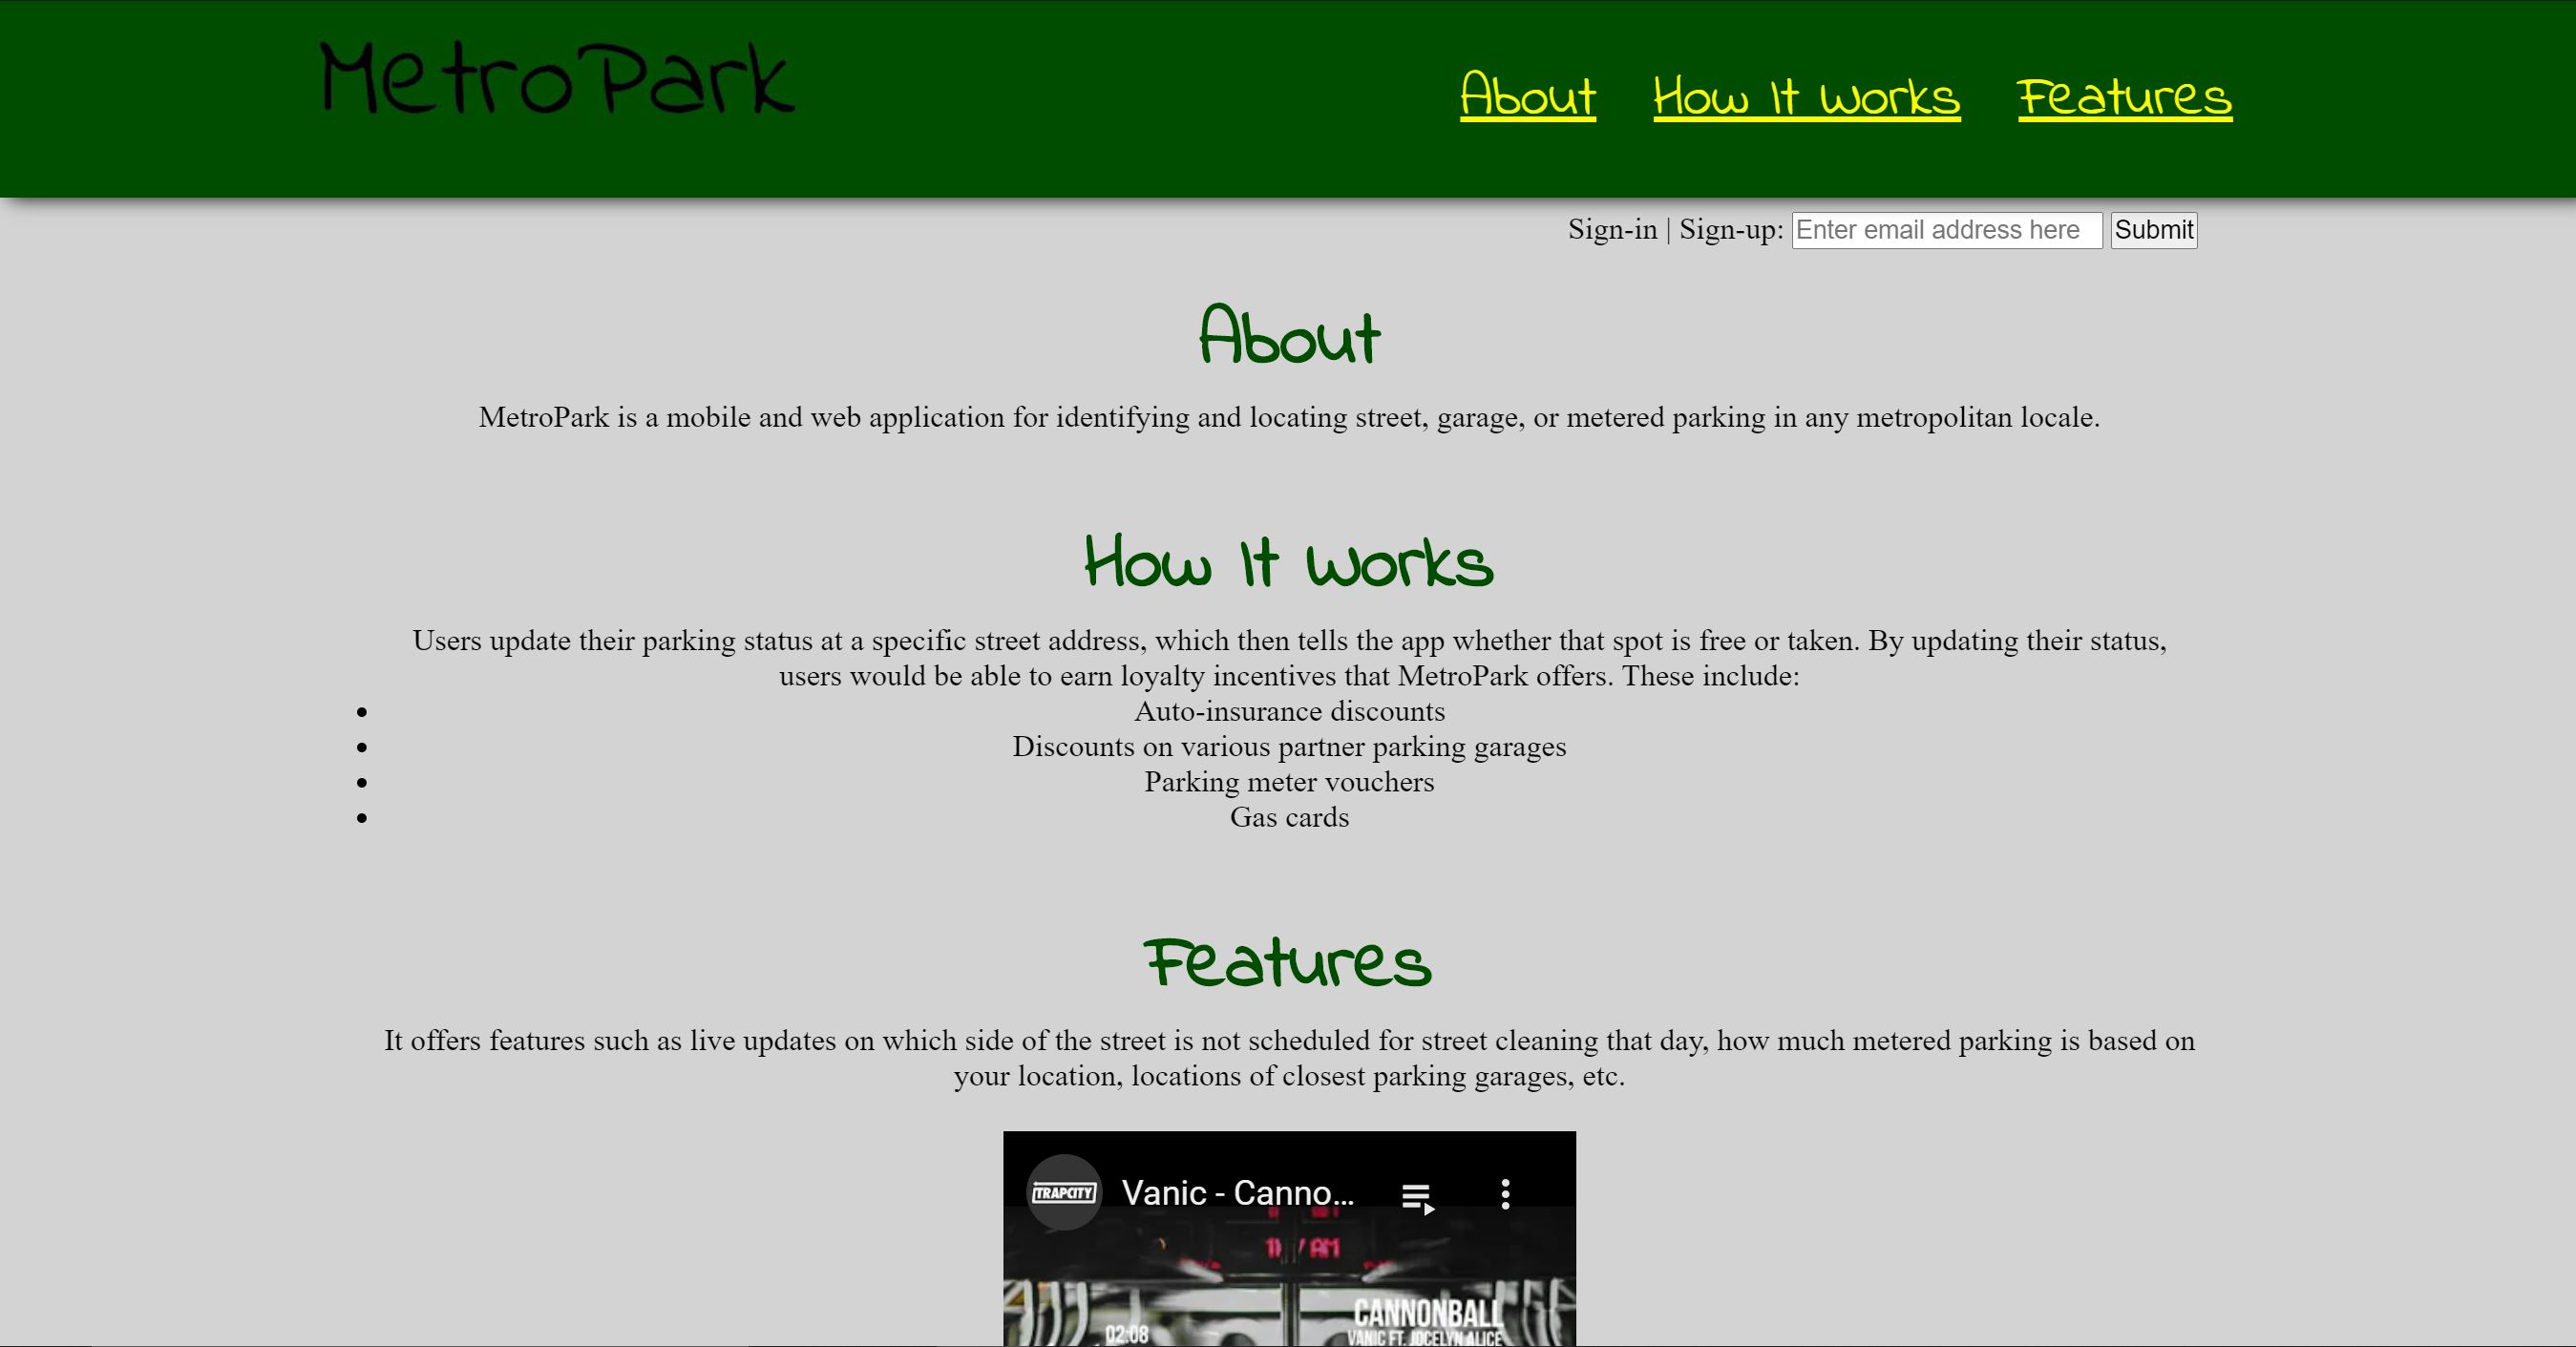 MetroPark
About How It Works Features
Sign-in | Sign-up: Enter email address here Submit
About
MetroPark is a mobile and web application for identifying and locating street, garage, or metered parking in any metropolitan locale.
How It Works
Users update their parking status at a specific street address, which then tells the app whether that spot is free or taken. By updating their status,
users would be able to earn loyalty incentives that MetroPark offers. These include:
• Auto-insurance discounts
• Discounts on various partner parking garages
• Parking meter vouchers
• Gas cards
Features
It offers features such as live updates on which side of the street is not scheduled for street cleaning that day, how much metered parking is based on
your location, locations of closest parking garages, etc.
TRAPCITY Vanic - Canno...
AM
CANNONBALL
02:08 VANIC FT. JOCELYN ALICE